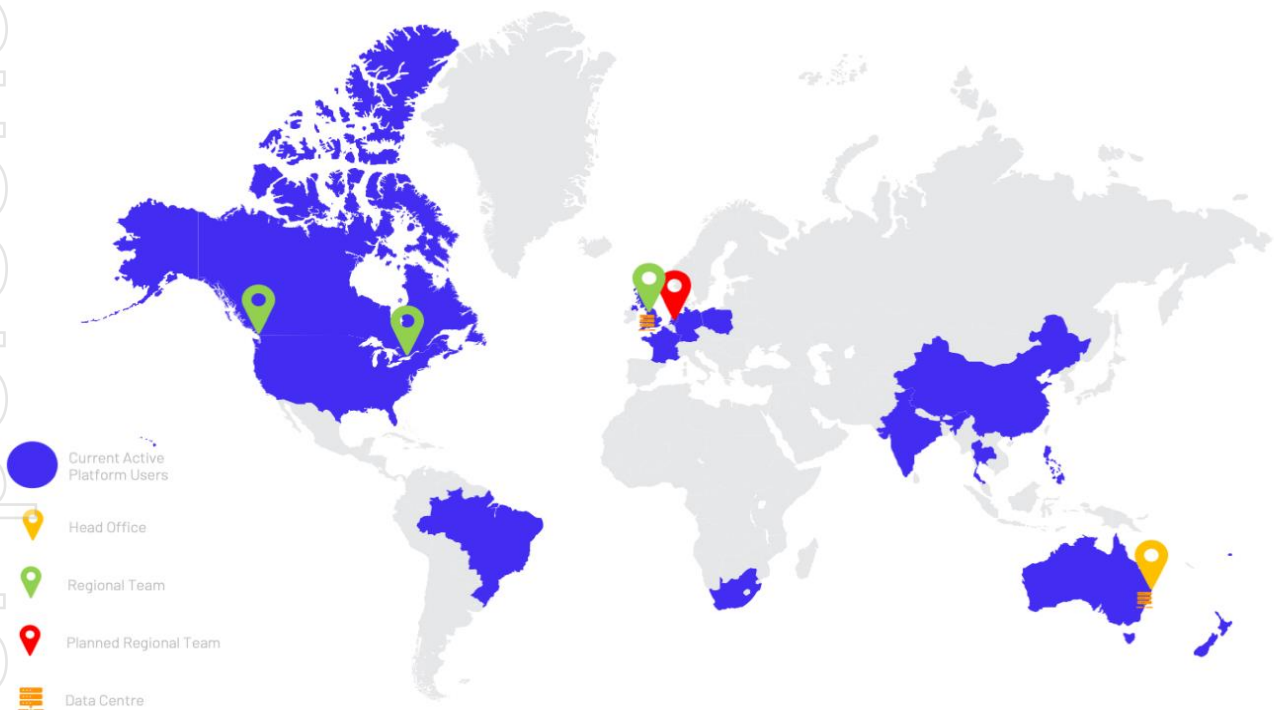 Current Active
Platform Users
Head Office
Regional Team
Planned Regional Team
Data Centre